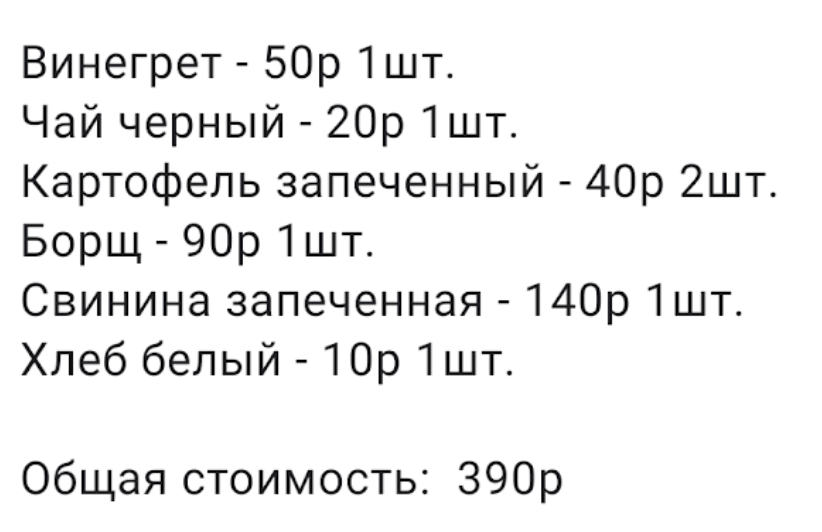 Винегрет - 50р 1шт.
Чай черный - 20р 1шт.
Картофель запеченный - 40р 2шт.
Борщ - 90р 1шт.
Свинина запеченная - 140р 1шт.
Хлеб белый - 10р 1шт.
Общая стоимость:  390р